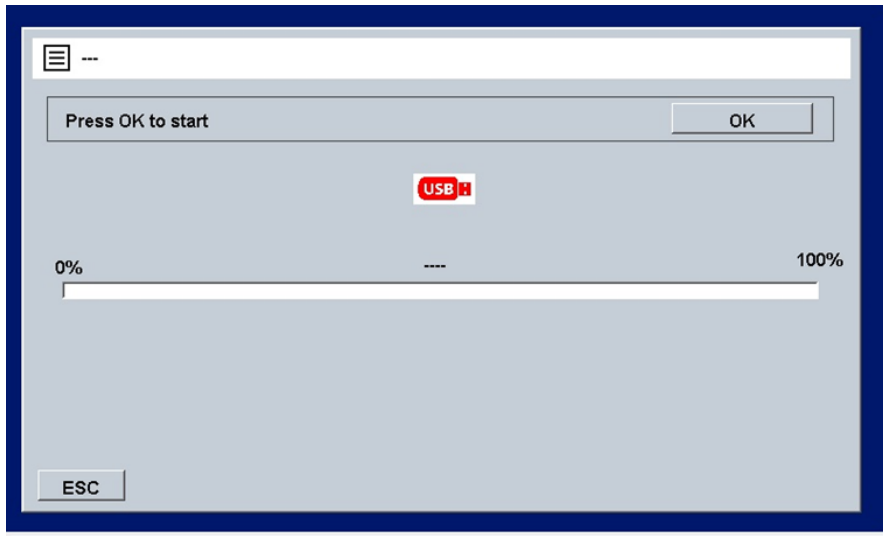 ---
Press OK to start
OK
USB
0%
----
100%
ESC